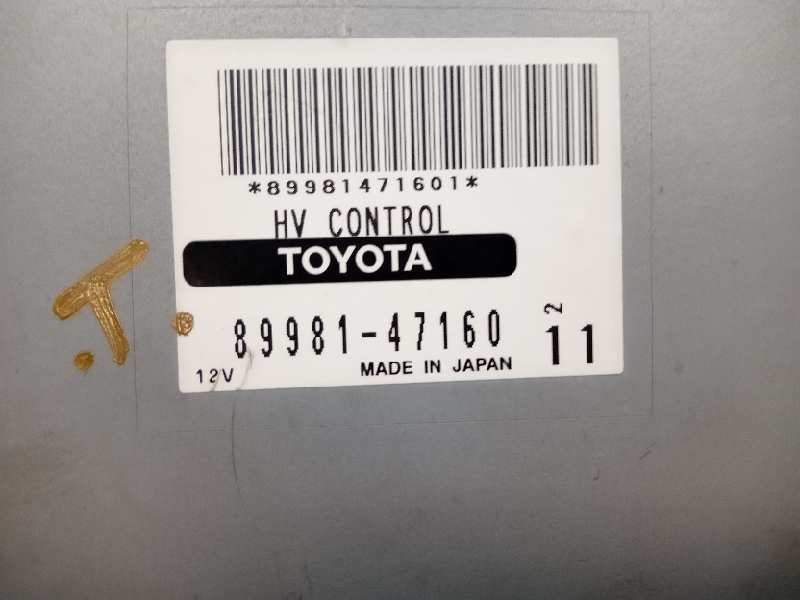 *89981471601*
HV CONTROL
TOYOTA
89981-47160
2
11
12V
MADE IN JAPAN
.T.